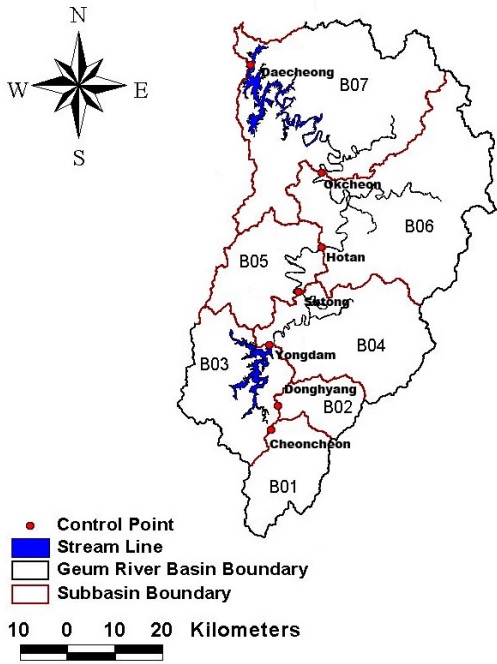 N
W E
S
Daecheong
B07
Okcheon
B06
Hotan
B05
Sutong
B04
Yongdam
B03
Donghyang
B02
Cheoncheon
B01
Control Point
Stream Line
Geum River Basin Boundary
Subbasin Boundary
10 0 10 20 Kilometers